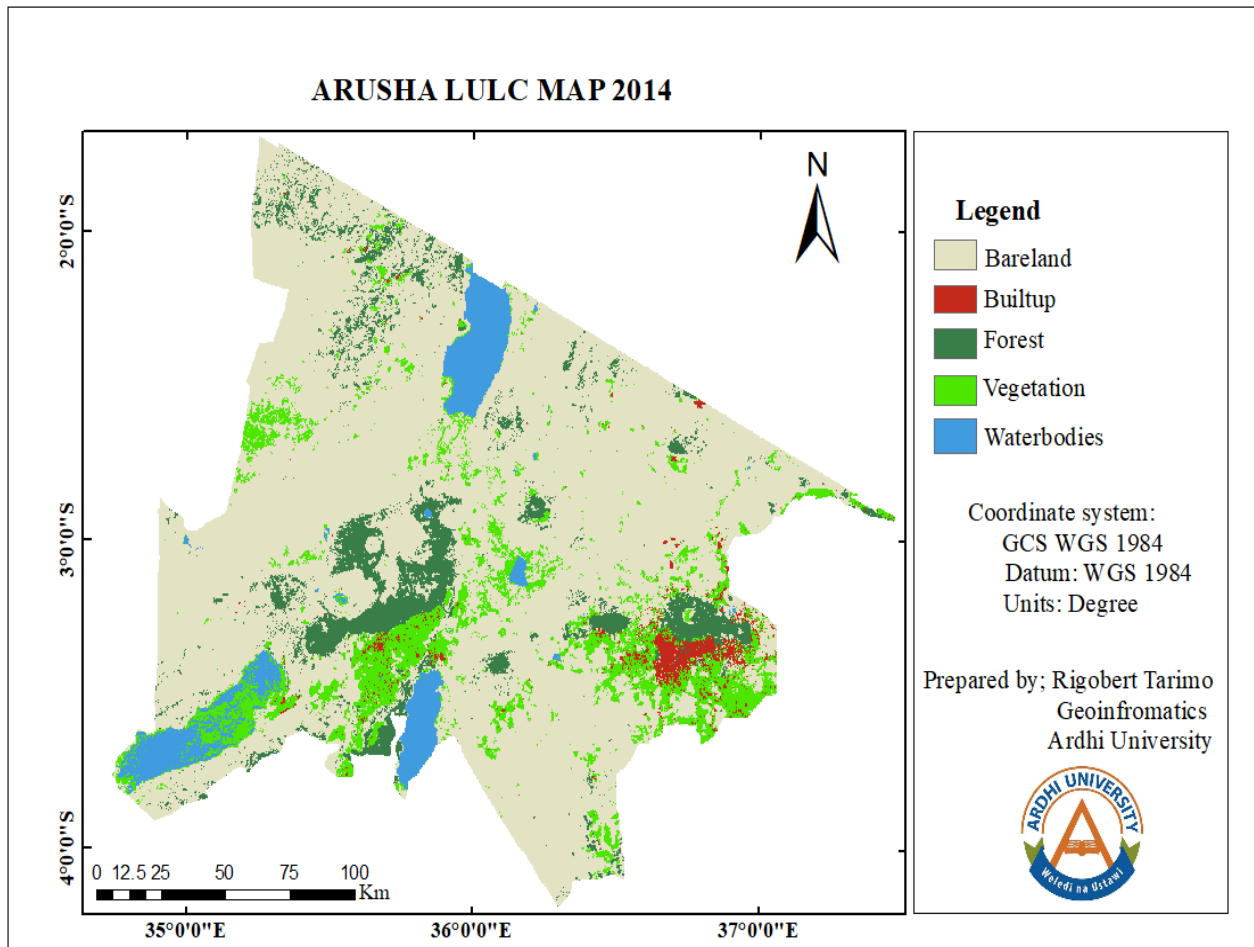 ARUSHA LULC MAP 2014
N
2°0'0"S
3°0'0"S
4°0'0"S
0 12.5 25 50 75 100
Km
35°0'0"E 36°0'0"E 37°0'0"E
Legend
Bareland
Builtup
Forest
Vegetation
Waterbodies
Coordinate system:
GCS WGS 1984
Datum: WGS 1984
Units: Degree
Prepared by; Rigobert Tarimo
Geoinfromatics
Ardhi University
ARDHI UNIVERSITY
Weledi na Ustawi